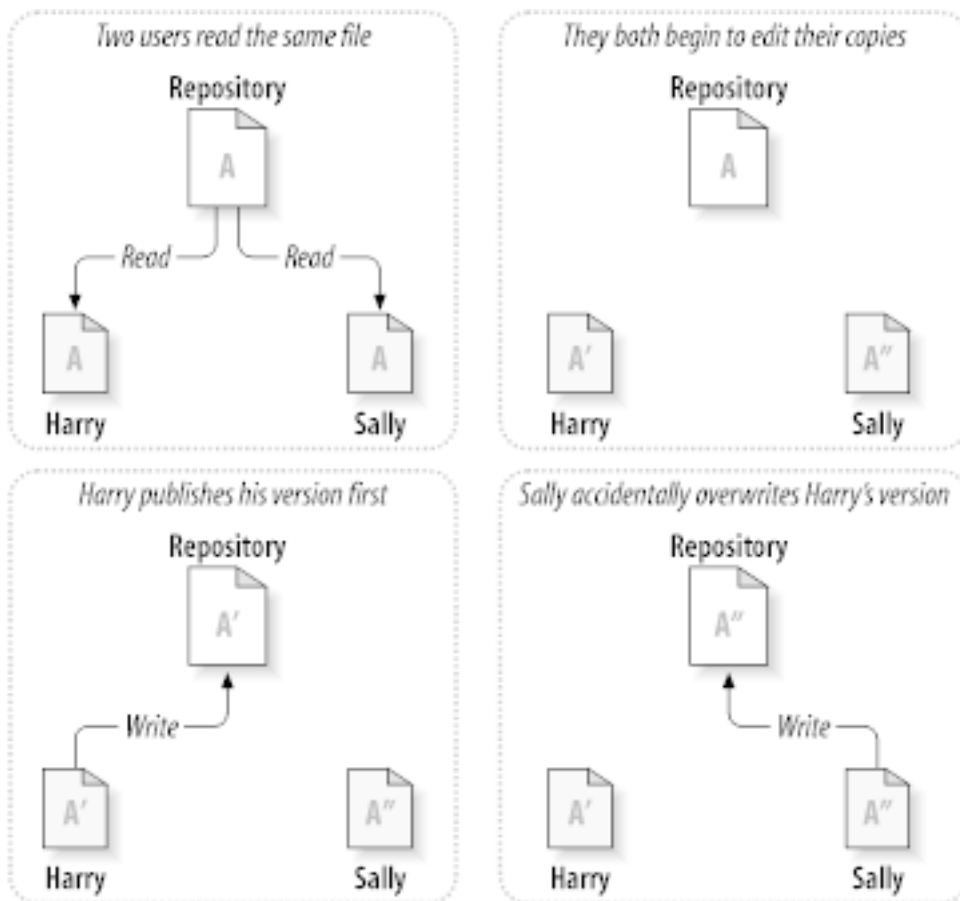 Two users read the same file
Repository
A
Read Read
A A
Harry Sally
They both begin to edit their copies
Repository
A
A′ A″
Harry Sally
Harry publishes his version first
Repository
A′
Write
A′ A″
Harry Sally
Sally accidentally overwrites Harry’s version
Repository
A″
Write
A′ A″
Harry Sally